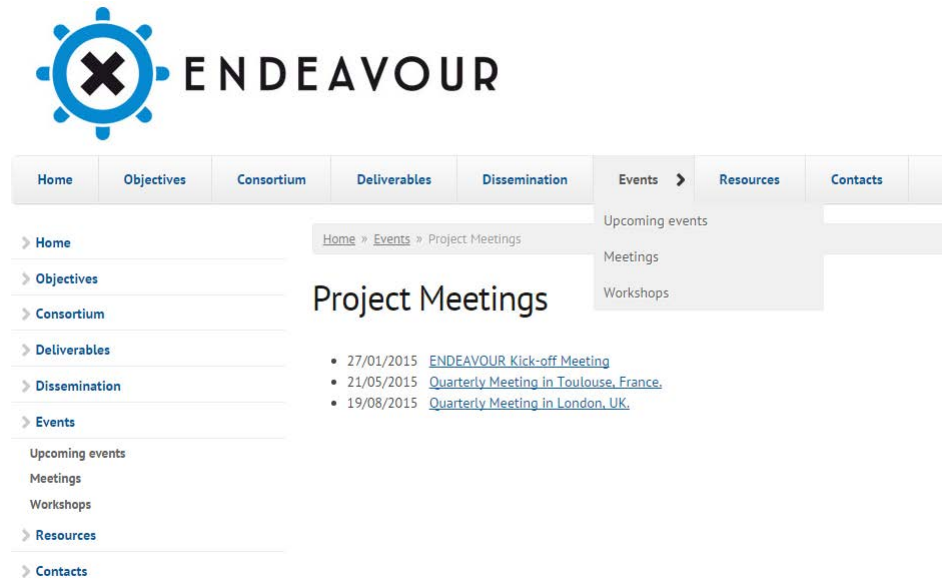 ENDEAVOUR
Home Objectives Consortium Deliverables Dissemination Events Resources Contacts
Upcoming events
Meetings
Workshops
Home
Objectives
Consortium
Deliverables
Dissemination
Events
Upcoming events
Meetings
Workshops
Resources
Contacts
Home » Events » Project Meetings
Project Meetings
• 27/01/2015 ENDEAVOUR Kick-off Meeting
• 21/05/2015 Quarterly Meeting in Toulouse, France.
• 19/08/2015 Quarterly Meeting in London, UK.